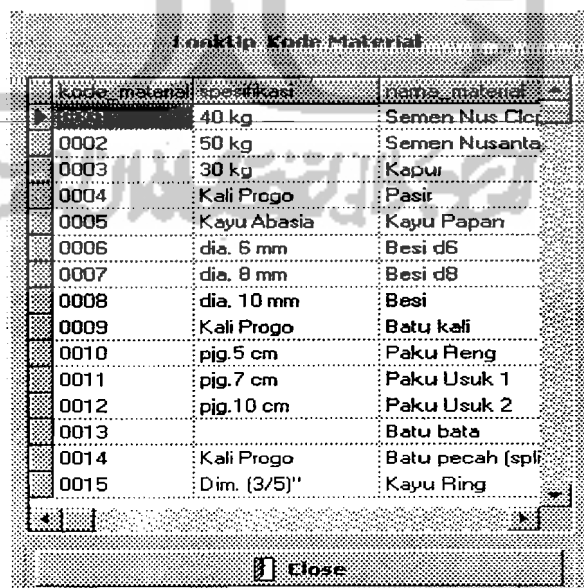 LookUp Kode Material
kode_material spesifikasi nama_material
40 kg Semen Nus Clcp
0002 50 kg Semen Nusanta
0003 30 kg Kapur
0004 Kali Progo Pasir
0005 Kayu Abasia Kayu Papan
0006 dia. 6 mm Besi d6
0007 dia. 8 mm Besi d8
0008 dia. 10 mm Besi
0009 Kali Progo Batu kali
0010 pjg.5 cm Paku Reng
0011 pjg.7 cm Paku Usuk 1
0012 pjg.10 cm Paku Usuk 2
0013 Batu bata
0014 Kali Progo Batu pecah (spli
0015 Dim. (3/5)" Kayu Ring
Close